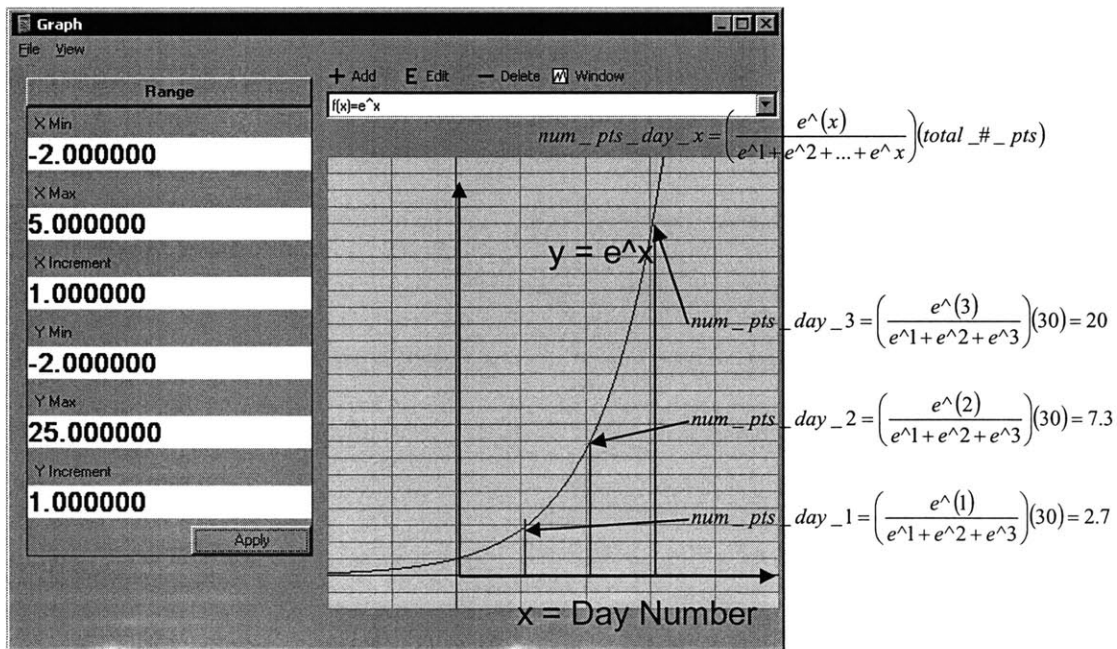 Graph
File View
Range
X Min
-2.000000
X Max
5.000000
X Increment
1.000000
Y Min
-2.000000
Y Max
25.000000
Y Increment
1.000000
Apply
+ Add E Edit — Delete Window
f(x)=e^x
num_pts_day_x = (e^(x) / (e^1+e^2+...+e^x))(total_#_pts)
y = e^x
num_pts_day_3 = (e^(3) / (e^1+e^2+e^3))(30) = 20
num_pts_day_2 = (e^(2) / (e^1+e^2+e^3))(30) = 7.3
num_pts_day_1 = (e^(1) / (e^1+e^2+e^3))(30) = 2.7
x = Day Number